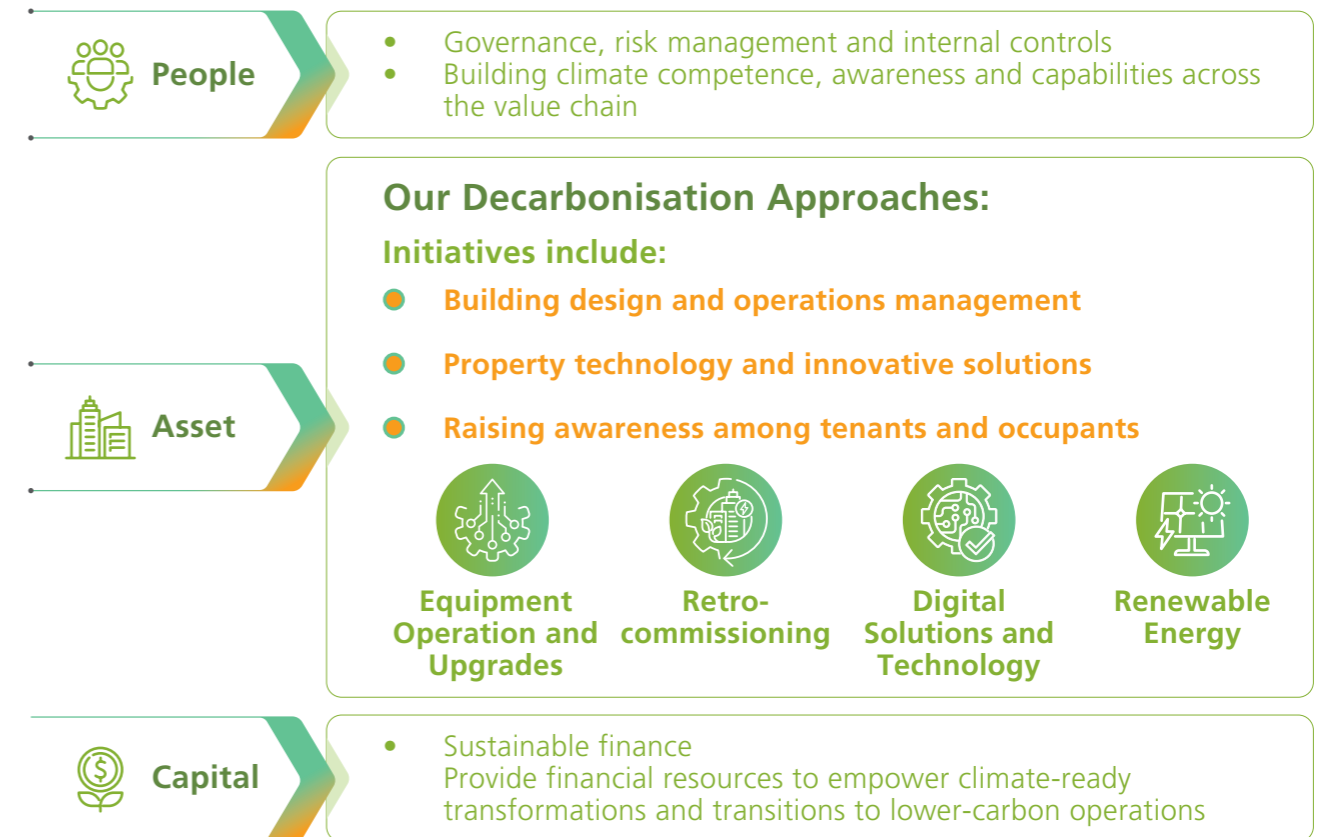 People
• Governance, risk management and internal controls
• Building climate competence, awareness and capabilities across
the value chain
Asset
Our Decarbonisation Approaches:
Initiatives include:
Building design and operations management
Property technology and innovative solutions
Raising awareness among tenants and occupants
Equipment
Operation and
Upgrades
Retro-
commissioning
Digital
Solutions and
Technology
Renewable
Energy
Capital
• Sustainable finance
Provide financial resources to empower climate-ready
transformations and transitions to lower-carbon operations